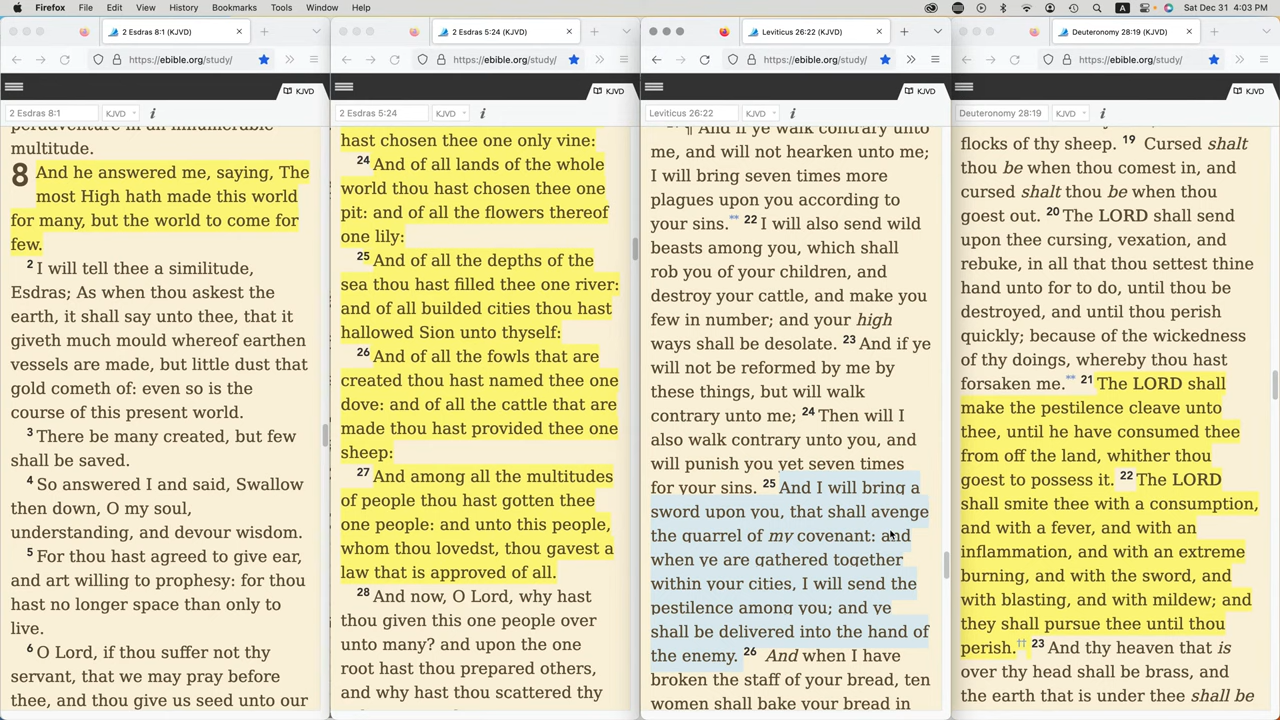 Firefox File Edit View History Bookmarks Tools Window Help
A Sat Dec 31 4:03 PM
2 Esdras 8:1 (KJVD)
https://ebible.org/study/
KJVD
2 Esdras 8:1 KJVD i
peradventure in an innumerable
multitude.
8 And he answered me, saying, The
most High hath made this world
for many, but the world to come for
few.
2 I will tell thee a similitude,
Esdras; As when thou askest the
earth, it shall say unto thee, that it
giveth much mould whereof earthen
vessels are made, but little dust that
gold cometh of: even so is the
course of this present world.
3 There be many created, but few
shall be saved.
4 So answered I and said, Swallow
then down, O my soul,
understanding, and devour wisdom.
5 For thou hast agreed to give ear,
and art willing to prophesy: for thou
hast no longer space than only to
live.
6 O Lord, if thou suffer not thy
servant, that we may pray before
thee, and thou give us seed unto our
2 Esdras 5:24 (KJVD)
https://ebible.org/study/
KJVD
2 Esdras 5:24 KJVD i
hast chosen thee one only vine:
24 And of all lands of the whole
world thou hast chosen thee one
pit: and of all the flowers thereof
one lily:
25 And of all the depths of the
sea thou hast filled thee one river:
and of all builded cities thou hast
hallowed Sion unto thyself:
26 And of all the fowls that are
created thou hast named thee one
dove: and of all the cattle that are
made thou hast provided thee one
sheep:
27 And among all the multitudes
of people thou hast gotten thee
one people: and unto this people,
whom thou lovedst, thou gavest a
law that is approved of all.
28 And now, O Lord, why hast
thou given this one people over
unto many? and upon the one
root hast thou prepared others,
and why hast thou scattered thy
Leviticus 26:22 (KJVD)
https://ebible.org/study/
KJVD
Leviticus 26:22 KJVD i
¶ And if ye walk contrary unto
me, and will not hearken unto me;
I will bring seven times more
plagues upon you according to
your sins.** 22 I will also send wild
beasts among you, which shall
rob you of your children, and
destroy your cattle, and make you
few in number; and your high
ways shall be desolate. 23 And if ye
will not be reformed by me by
these things, but will walk
contrary unto me; 24 Then will I
also walk contrary unto you, and
will punish you yet seven times
for your sins. 25 And I will bring a
sword upon you, that shall avenge
the quarrel of my covenant: and
when ye are gathered together
within your cities, I will send the
pestilence among you; and ye
shall be delivered into the hand of
the enemy. 26 And when I have
broken the staff of your bread, ten
women shall bake your bread in
Deuteronomy 28:19 (KJVD)
https://ebible.org/study/
KJVD
Deuteronomy 28:19 KJVD i
flocks of thy sheep. 19 Cursed shalt
thou be when thou comest in, and
cursed shalt thou be when thou
goest out. 20 The LORD shall send
upon thee cursing, vexation, and
rebuke, in all that thou settest thine
hand unto for to do, until thou be
destroyed, and until thou perish
quickly; because of the wickedness
of thy doings, whereby thou hast
forsaken me.** 21 The LORD shall
make the pestilence cleave unto
thee, until he have consumed thee
from off the land, whither thou
goest to possess it. 22 The LORD
shall smite thee with a consumption,
and with a fever, and with an
inflammation, and with an extreme
burning, and with the sword, and
with blasting, and with mildew; and
they shall pursue thee until thou
perish.†† 23 And thy heaven that is
over thy head shall be brass, and
the earth that is under thee shall be